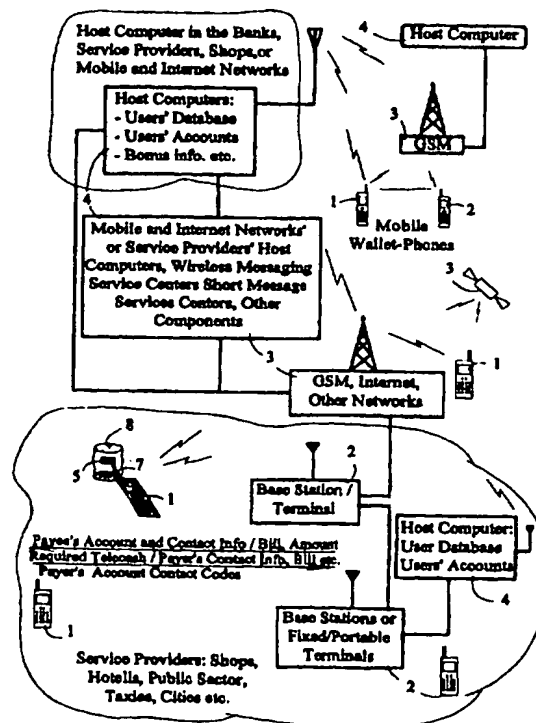 Host Computer in the Banks,
Service Providers, Shops,or
Mobile and Internet Networks
Host Computers:
- Users' Database
- Users' Accounts
- Bonus info. etc.
4
4
Host Computer
3
GSM
1
2
Mobile
Wallet-Phones
Mobile and Internet Networks'
or Service Providers' Host
Computers, Wireless Messaging
Service Centers Short Message
Services Centors, Other
Components
3
3
1
GSM, Internet,
Other Networks
8
5
7
1
2
Base Station /
Terminal
Host Computer:
User Database
Users' Accounts
4
Payee's Account and Contact Info / Bill, Amount
Required Telecash / Payer's Contact Info, Bill etc.
Payer's Account Contact Codes
1
Base Stations or
Fixed/Portable
Terminals
2
Service Providers: Shops,
Hotells, Public Sector,
Taxies, Cities etc.